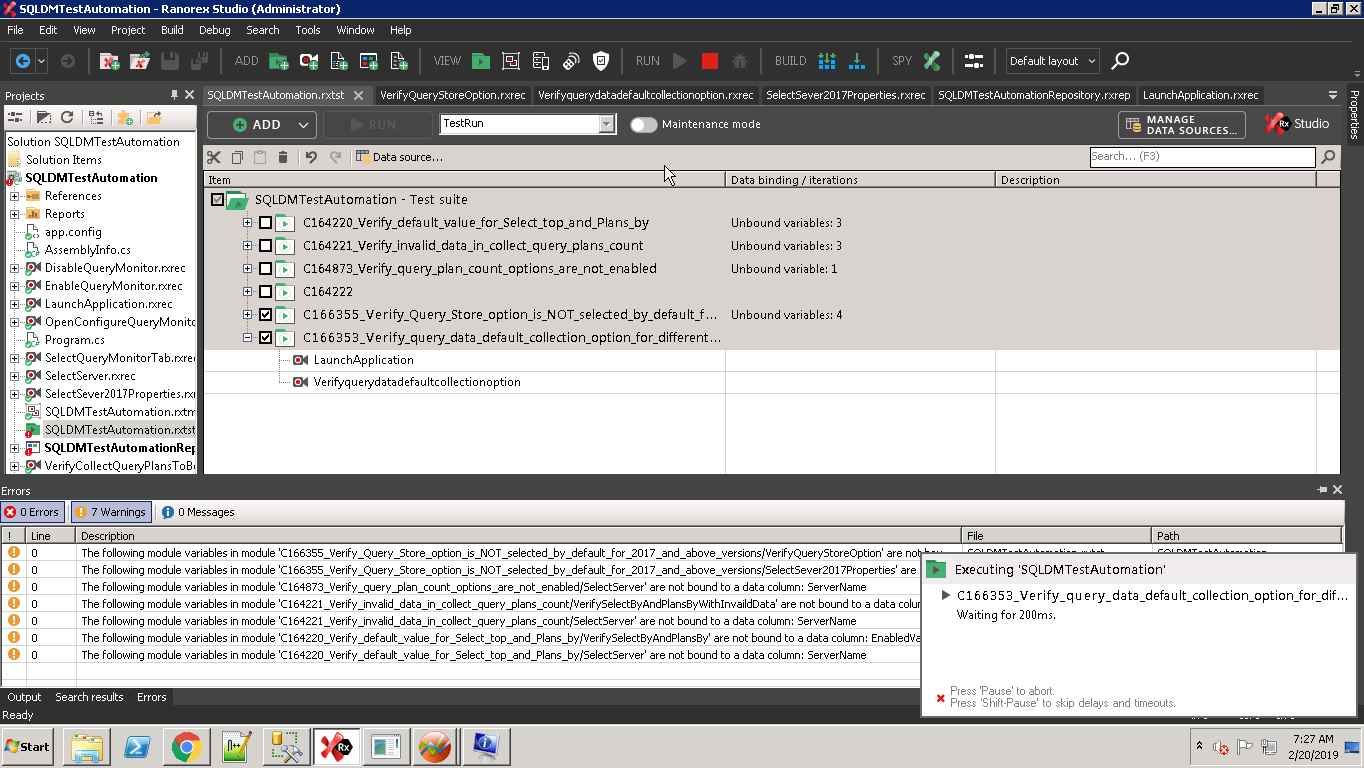 SQLDMTestAutomation - Ranorex Studio (Administrator)
File Edit View Project Build Debug Search Tools Window Help
ADD VIEW RUN BUILD SPY Default layout
Projects
SQLDMTestAutomation.rxtst VerifyQueryStoreOption.rxrec Verifyquerydatadefaultcollectionoption.rxrec SelectSever2017Properties.rxrec SQLDMTestAutomationRepository.rxrep LaunchApplication.rxrec
Properties
ADD RUN TestRun Maintenance mode MANAGE DATA SOURCES... Rx Studio
Data source... Search... (F3)
Solution SQLDMTestAutomation
Solution Items
SQLDMTestAutomation
References
Reports
app.config
AssemblyInfo.cs
DisableQueryMonitor.rxrec
EnableQueryMonitor.rxrec
LaunchApplication.rxrec
OpenConfigureQueryMonito
Program.cs
SelectQueryMonitorTab.rxre
SelectServer.rxrec
SelectSever2017Properties.rx
SQLDMTestAutomation.rxtm
SQLDMTestAutomation.rxtst
SQLDMTestAutomationRep
VerifyCollectQueryPlansToBe
Item Data binding / iterations Description
SQLDMTestAutomation - Test suite
C164220_Verify_default_value_for_Select_top_and_Plans_by Unbound variables: 3
C164221_Verify_invalid_data_in_collect_query_plans_count Unbound variables: 3
C164873_Verify_query_plan_count_options_are_not_enabled Unbound variable: 1
C164222
C166355_Verify_Query_Store_option_is_NOT_selected_by_default_f... Unbound variables: 4
C166353_Verify_query_data_default_collection_option_for_different...
LaunchApplication
Verifyquerydatadefaultcollectionoption
Errors
0 Errors 7 Warnings 0 Messages
! Line Description File Path
0 The following module variables in module 'C166355_Verify_Query_Store_option_is_NOT_selected_by_default_for_2017_and_above_versions/VerifyQueryStoreOption' are not
0 The following module variables in module 'C166355_Verify_Query_Store_option_is_NOT_selected_by_default_for_2017_and_above_versions/SelectSever2017Properties' are
0 The following module variables in module 'C164873_Verify_query_plan_count_options_are_not_enabled/SelectServer' are not bound to a data column: ServerName
0 The following module variables in module 'C164221_Verify_invalid_data_in_collect_query_plans_count/VerifySelectByAndPlansByWithInvaildData' are not bound to a data colun
0 The following module variables in module 'C164221_Verify_invalid_data_in_collect_query_plans_count/SelectServer' are not bound to a data column: ServerName
0 The following module variables in module 'C164220_Verify_default_value_for_Select_top_and_Plans_by/VerifySelectByAndPlansBy' are not bound to a data column: EnabledVa
0 The following module variables in module 'C164220_Verify_default_value_for_Select_top_and_Plans_by/SelectServer' are not bound to a data column: ServerName
Executing 'SQLDMTestAutomation'
C166353_Verify_query_data_default_collection_option_for_dif...
Waiting for 200ms.
Press 'Pause' to abort.
Press 'Shift-Pause' to skip delays and timeouts.
Output Search results Errors
Ready
Start Rx
7:27 AM
2/20/2019